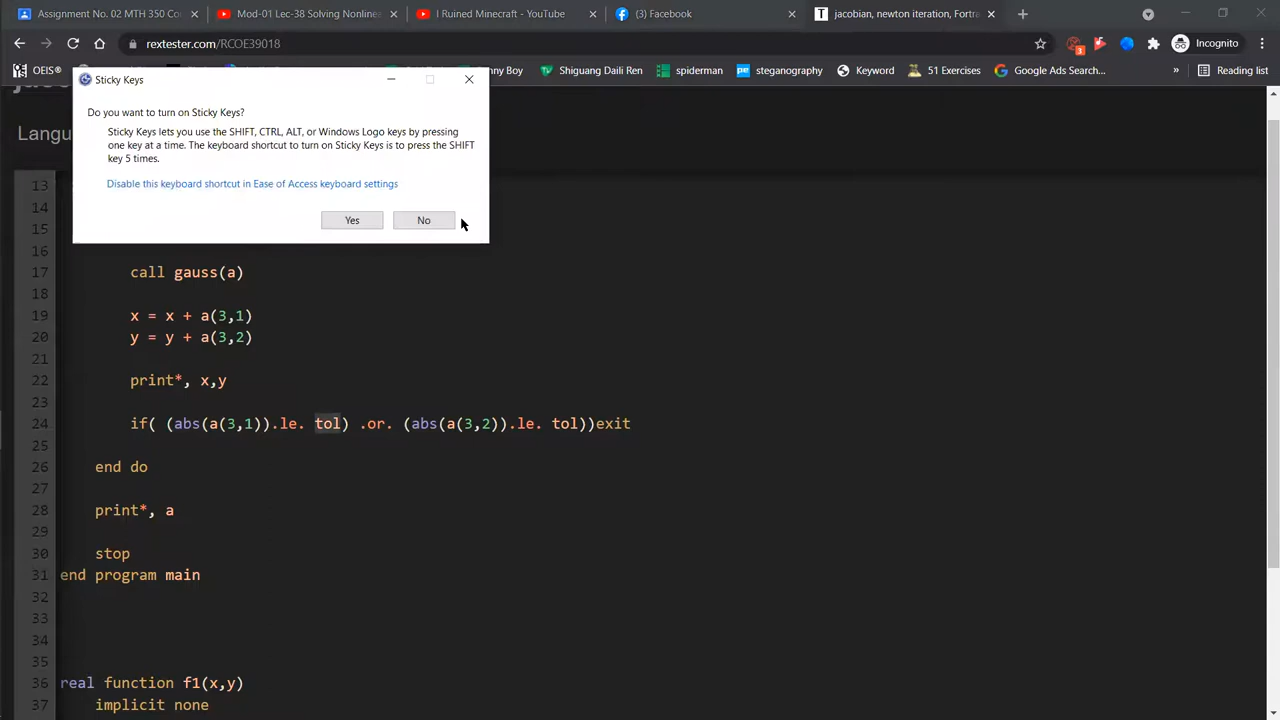 Assignment No. 02 MTH 350 Co
Mod-01 Lec-38 Solving Nonline
I Ruined Minecraft - YouTube
(3) Facebook
jacobian, newton iteration, Fortre
rextester.com/RCOE39018
3
Incognito
OEIS®
Shiguang Daili Ren
spiderman
steganography
Keyword
51 Exercises
Google Ads Search...
»
Reading list
Sticky Keys
Do you want to turn on Sticky Keys?
Sticky Keys lets you use the SHIFT, CTRL, ALT, or Windows Logo keys by pressing
one key at a time. The keyboard shortcut to turn on Sticky Keys is to press the SHIFT
key 5 times.
Disable this keyboard shortcut in Ease of Access keyboard settings
Yes No
Langu
13
14
15
16
17 call gauss(a)
18
19 x = x + a(3,1)
20 y = y + a(3,2)
21
22 print*, x,y
23
24 if( (abs(a(3,1)).le. tol) .or. (abs(a(3,2)).le. tol))exit
25
26 end do
27
28 print*, a
29
30 stop
31 end program main
32
33
34
35
36 real function f1(x,y)
37 implicit none